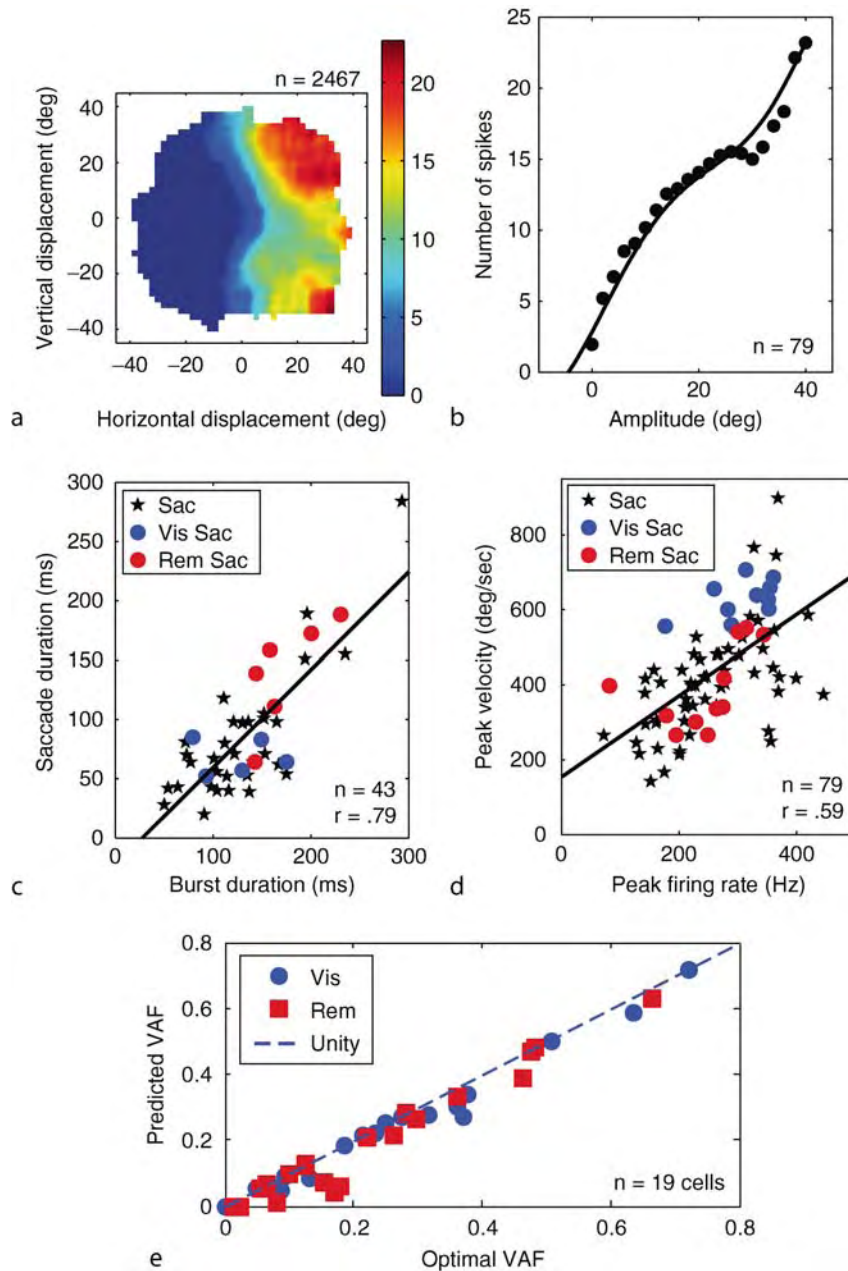 n = 2467
40
20
0
−20
−40
Vertical displacement (deg)
−40 −20 0 20 40
Horizontal displacement (deg)
20
15
10
5
0
a
25
20
15
10
5
0
Number of spikes
n = 79
0 20 40
Amplitude (deg)
b
300
250
200
150
100
50
0
Saccade duration (ms)
Sac
Vis Sac
Rem Sac
n = 43
r = .79
0 100 200 300
Burst duration (ms)
c
800
600
400
200
0
Peak velocity (deg/sec)
Sac
Vis Sac
Rem Sac
n = 79
r = .59
0 200 400
Peak firing rate (Hz)
d
0.8
0.6
0.4
0.2
0
Predicted VAF
Vis
Rem
Unity
n = 19 cells
0 0.2 0.4 0.6 0.8
Optimal VAF
e